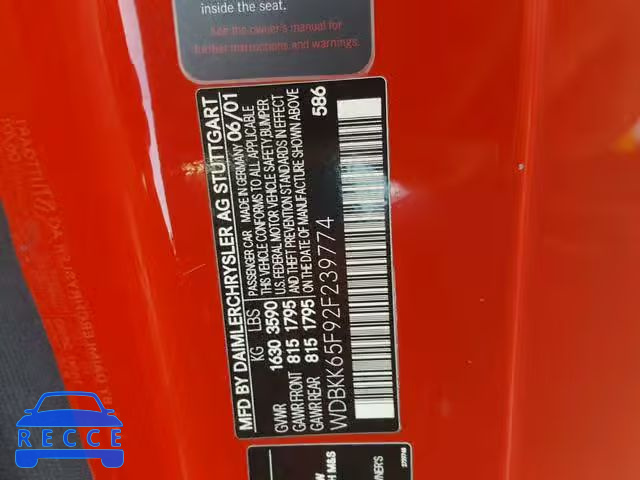 inside the seat.
See the owner's manual for
further instructions and warnings
MFD BY DAIMLERCHRYSLER AG STUTTGART
KG LBS PASSENGER CAR MADE IN GERMANY 06/01
THIS VEHICLE CONFORMS TO ALL APPLICABLE
GVWR 1630 3590 U.S. FEDERAL MOTOR VEHICLE SAFETY, BUMPER
GAWR FRONT 815 1795 AND THEFT PREVENTION STANDARDS IN EFFECT
GAWR REAR 815 1795 ON THE DATE OF MANUFACTURE SHOWN ABOVE
WDBKK65F92F239774 586
H M&S
WNER'S
RECCE